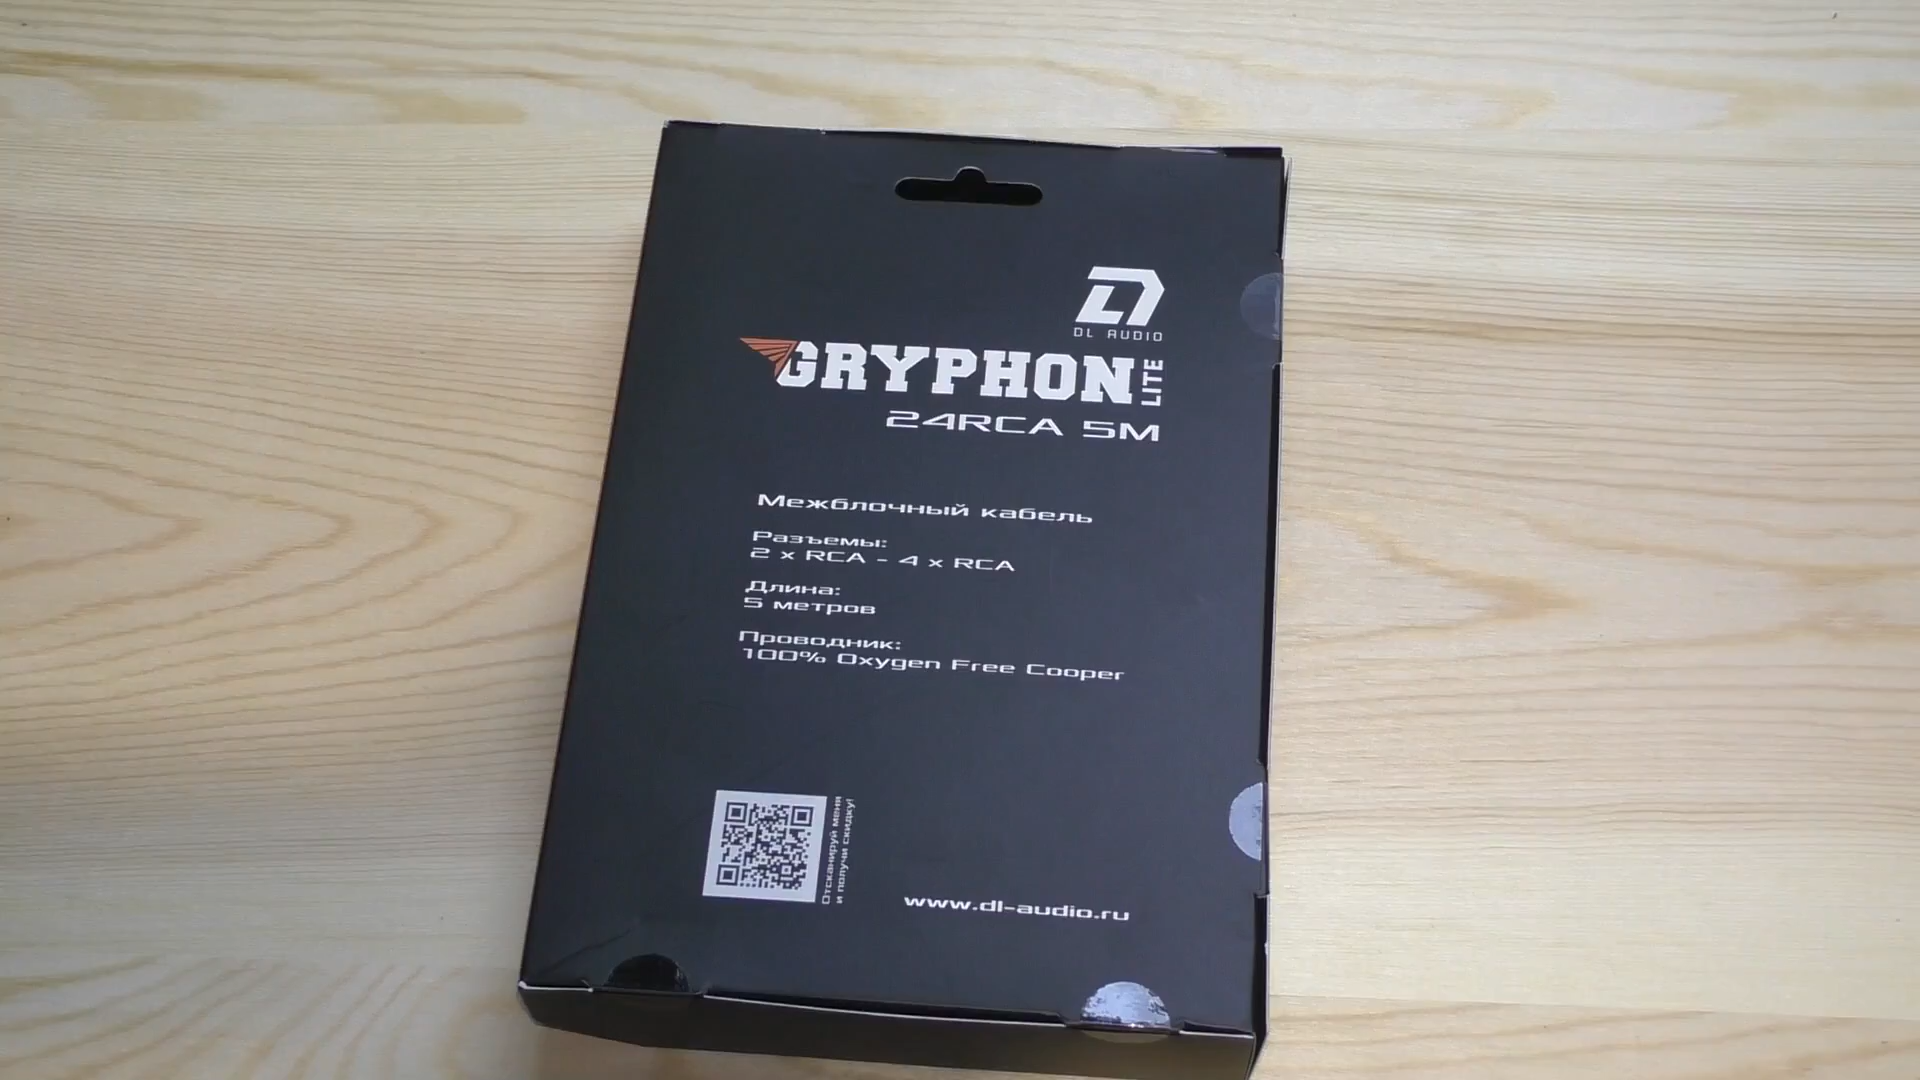 DL AUDIO
GRYPHON LITE
24RCA 5M
Межблочный кабель
Разъемы:
2 x RCA - 4 x RCA
Длина:
5 метров
Проводник:
100% Oxygen Free Cooper
Отсканируй меня
и получи скидку!
www.dl-audio.ru